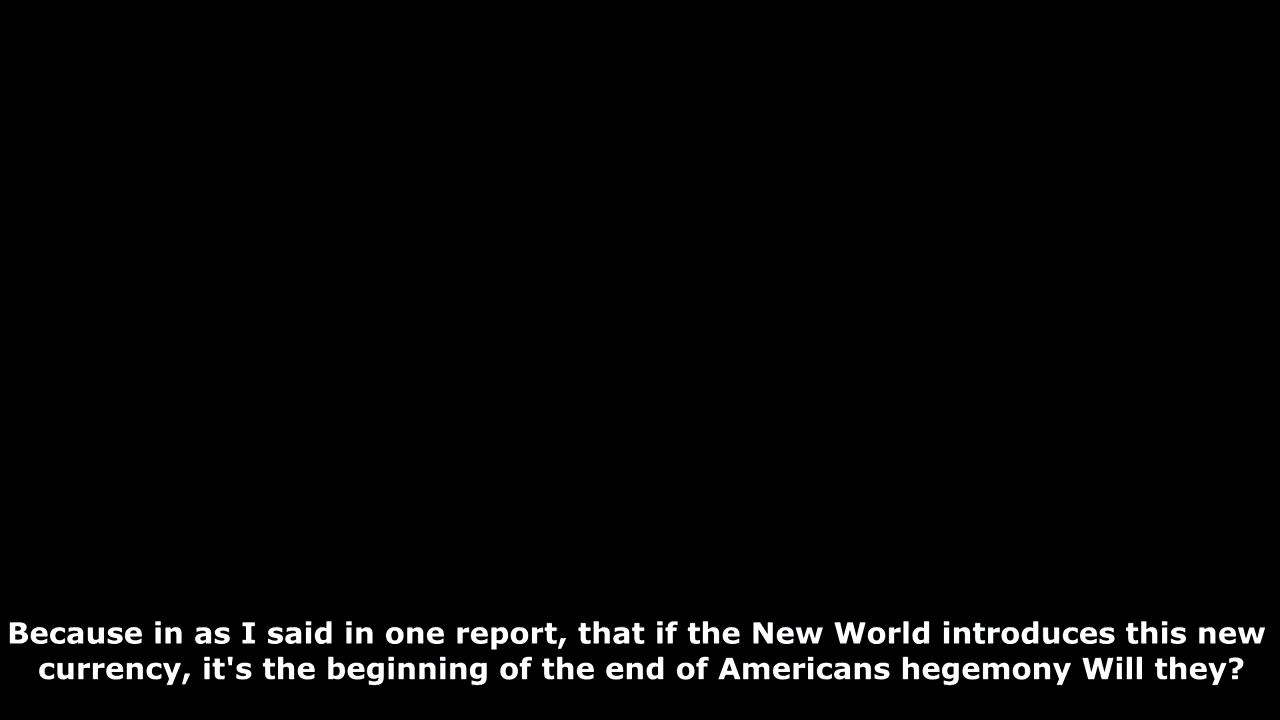 Because in as I said in one report, that if the New World introduces this new
currency, it's the beginning of the end of Americans hegemony Will they?